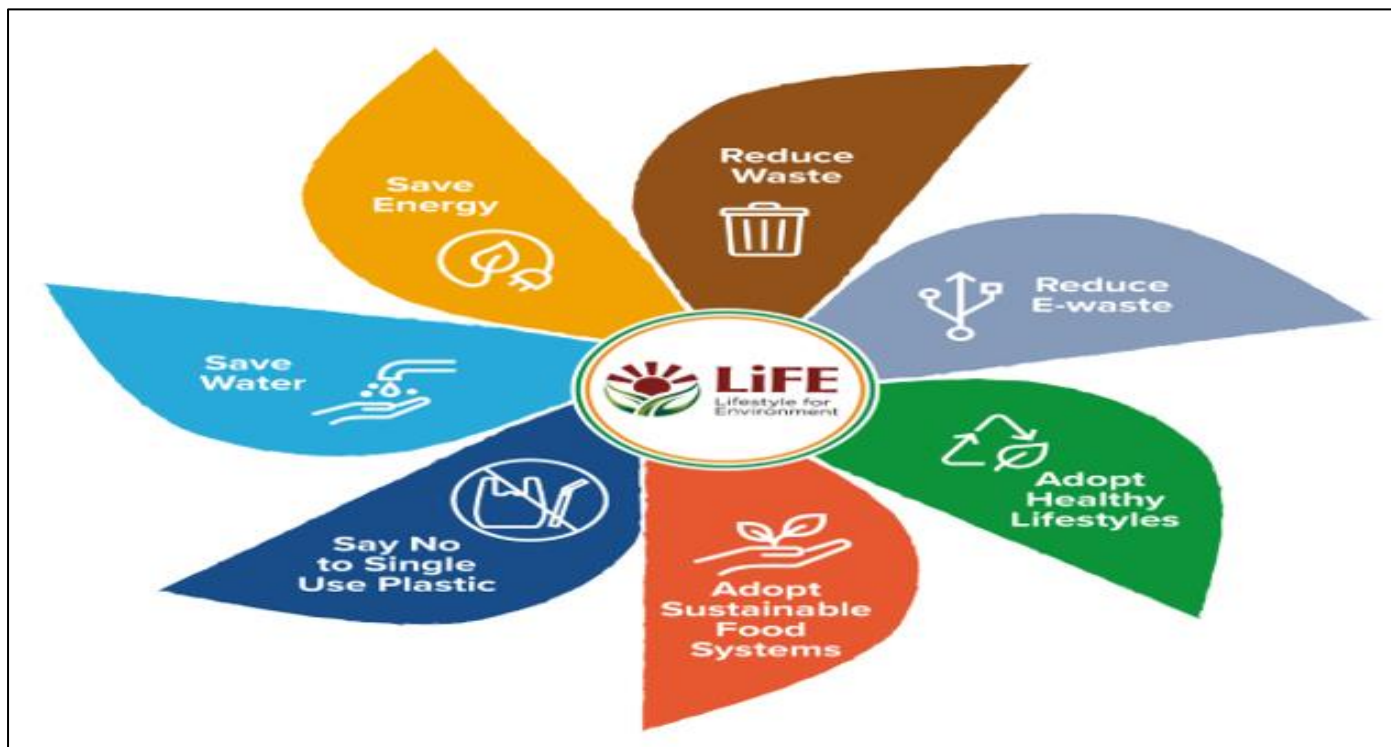 Reduce
Waste
Save
Energy
Reduce
E-waste
Save
Water
LiFE
Lifestyle for
Environment
Adopt
Healthy
Lifestyles
Say No
to Single
Use Plastic
Adopt
Sustainable
Food
Systems